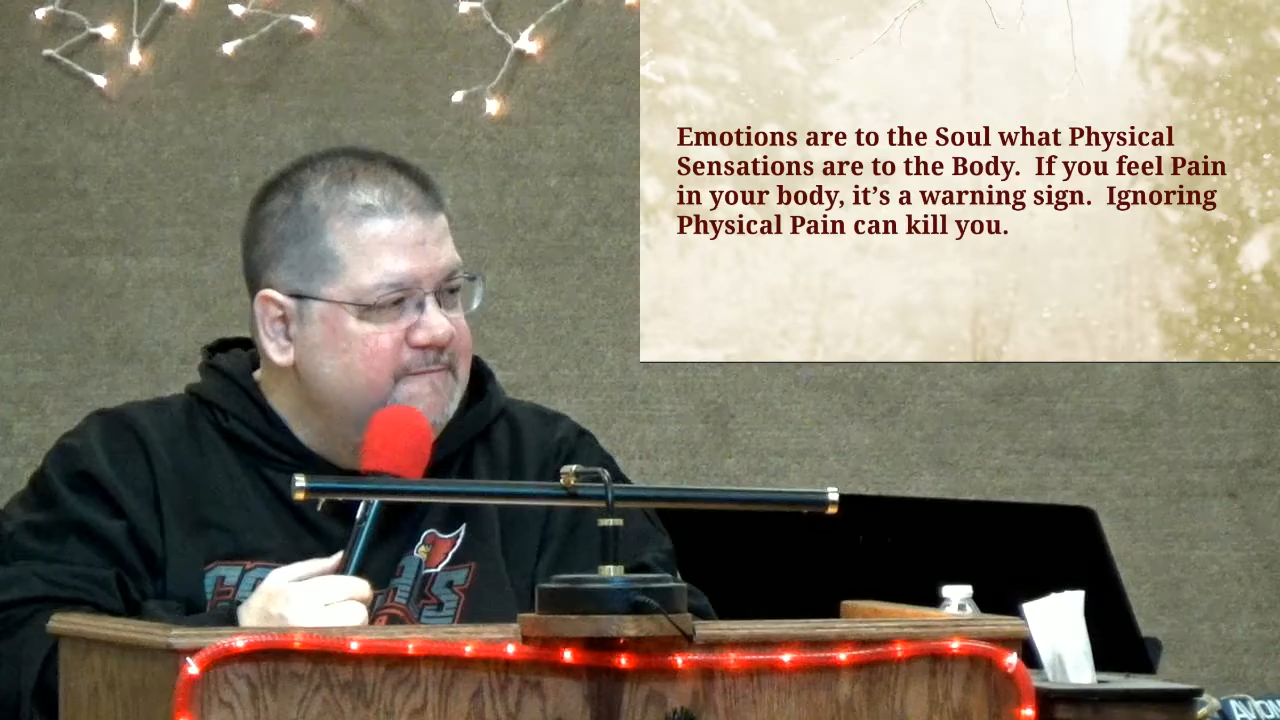 Emotions are to the Soul what Physical
Sensations are to the Body.  If you feel Pain
in your body, it’s a warning sign.  Ignoring
Physical Pain can kill you.